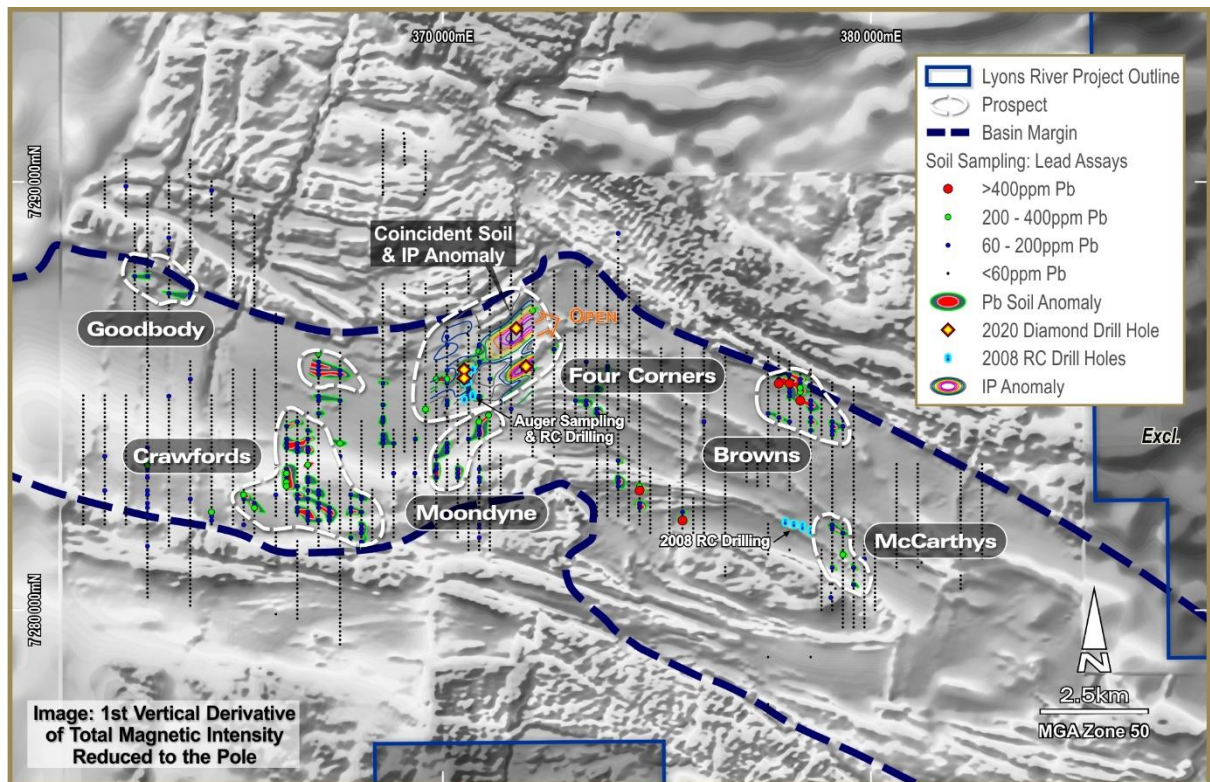 370 000mE
380 000mE
7 290 000mN
7 280 000mN
Lyons River Project Outline
Prospect
Basin Margin
Soil Sampling: Lead Assays
>400ppm Pb
200 - 400ppm Pb
60 - 200ppm Pb
<60ppm Pb
Pb Soil Anomaly
2020 Diamond Drill Hole
2008 RC Drill Holes
IP Anomaly
Coincident Soil
& IP Anomaly
OPEN
Goodbody
Four Corners
Auger Sampling
& RC Drilling
Browns
Excl.
Crawfords
Moondyne
2008 RC Drilling
McCarthys
N
2.5km
MGA Zone 50
Image: 1st Vertical Derivative
of Total Magnetic Intensity
Reduced to the Pole